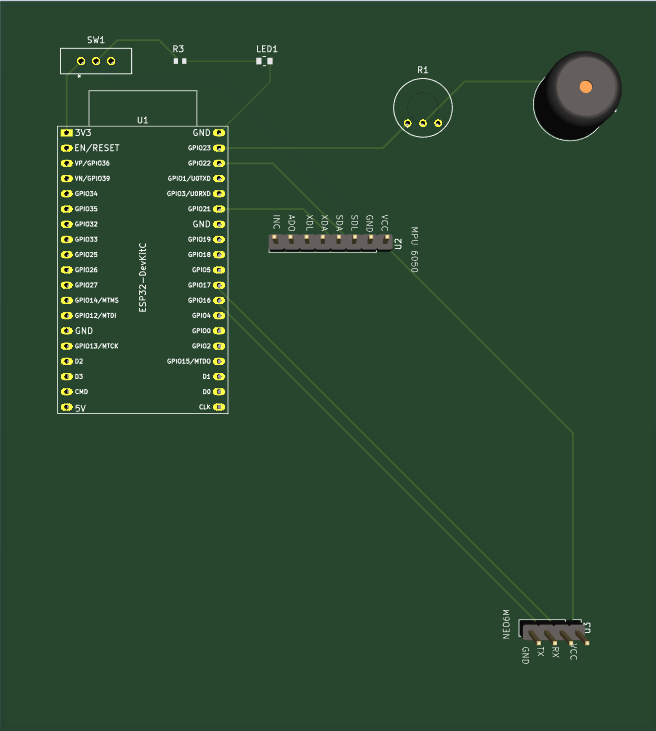 SW1
R3
LED1
R1
U1
3V3
EN/RESET
VP/GPIO36
VN/GPIO39
GPIO34
GPIO35
GPIO32
GPIO33
GPIO25
GPIO26
GPIO27
GPIO14/MTMS
GPIO12/MTDI
GND
GPIO13/MTCK
D2
D3
CMD
5V
ESP32-DevKitC
GND
GPIO23
GPIO22
GPIO1/U0TXD
GPIO3/U0RXD
GPIO21
GND
GPIO19
GPIO18
GPIO5
GPIO17
GPIO16
GPIO4
GPIO0
GPIO2
GPIO15/MTDO
D1
D0
CLK
INC
ADO
XDL
XDA
SDA
SDL
GND
VCC
U2
MPU 6050
NEO6M
GND
TX
RX
VCC
U3